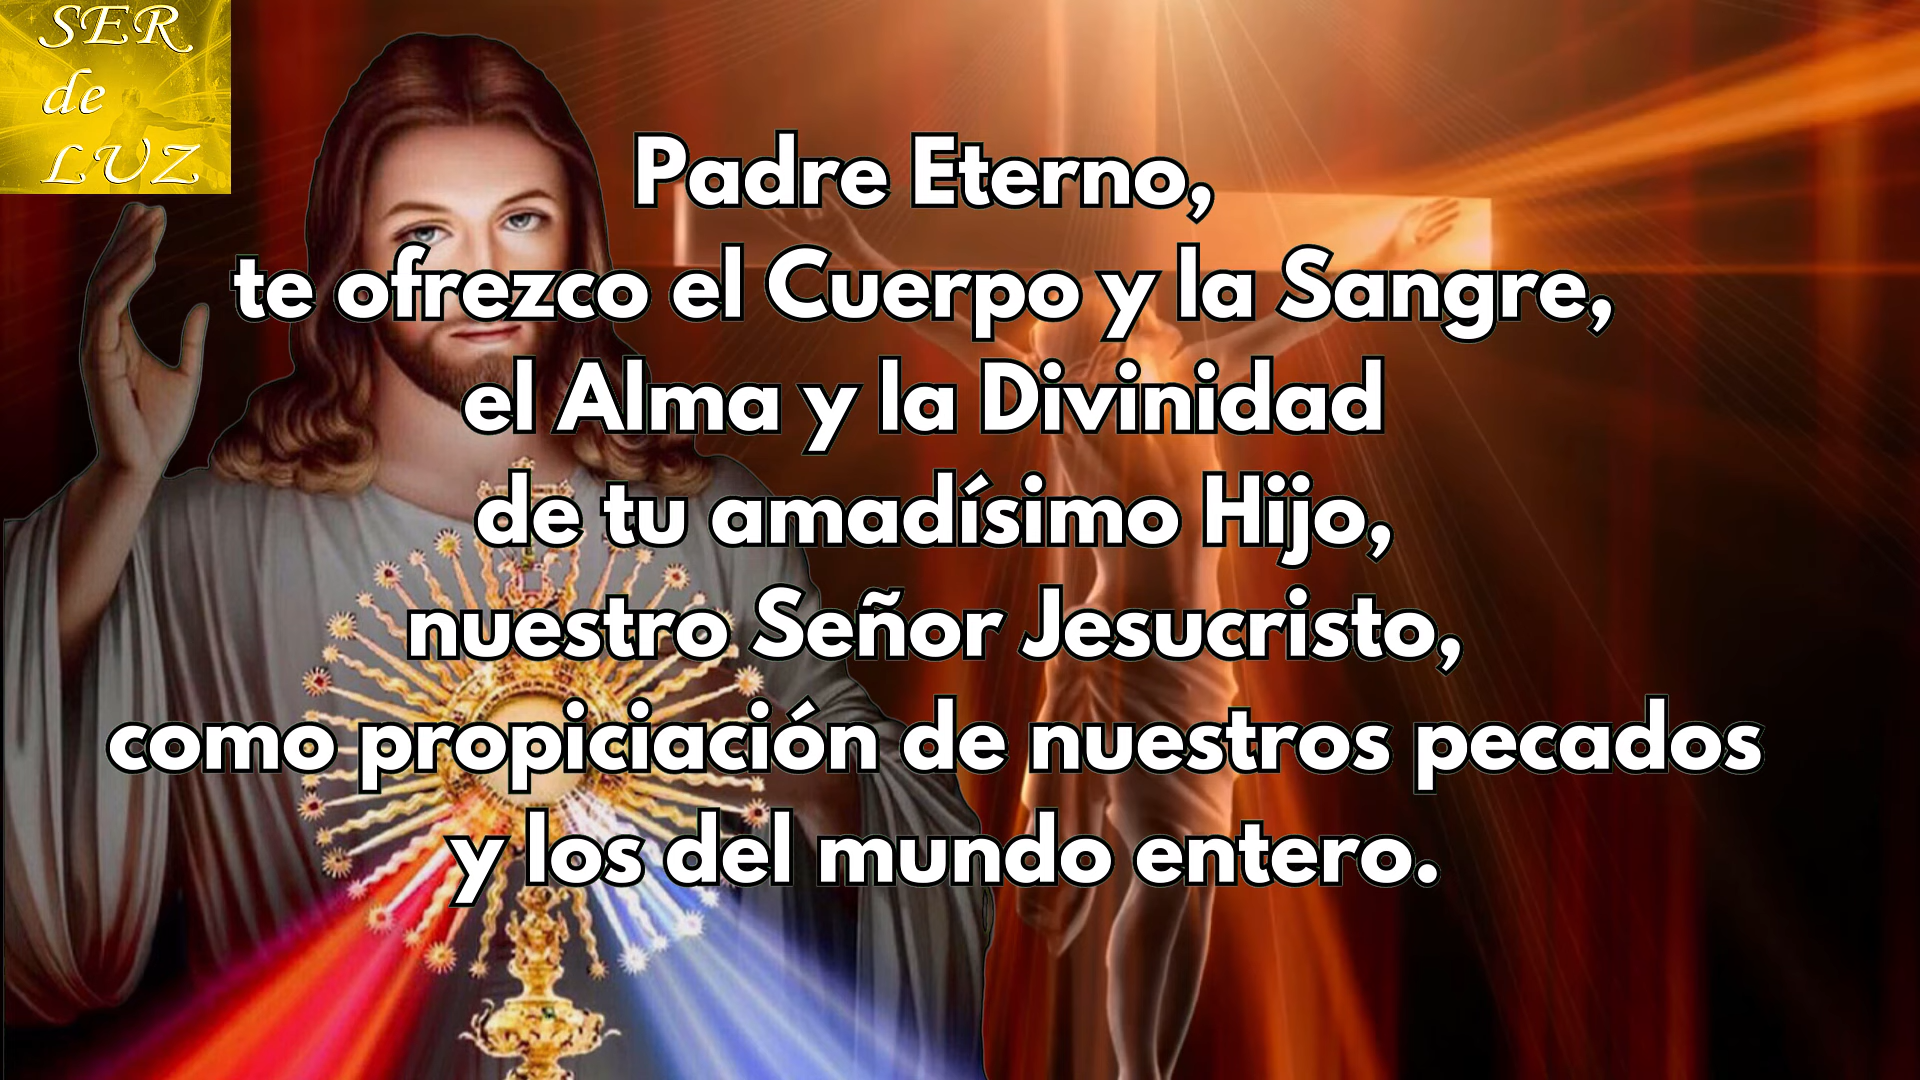 SER
de
LUZ
Padre Eterno,
te ofrezco el Cuerpo y la Sangre,
el Alma y la Divinidad
de tu amadísimo Hijo,
nuestro Señor Jesucristo,
como propiciación de nuestros pecados
y los del mundo entero.